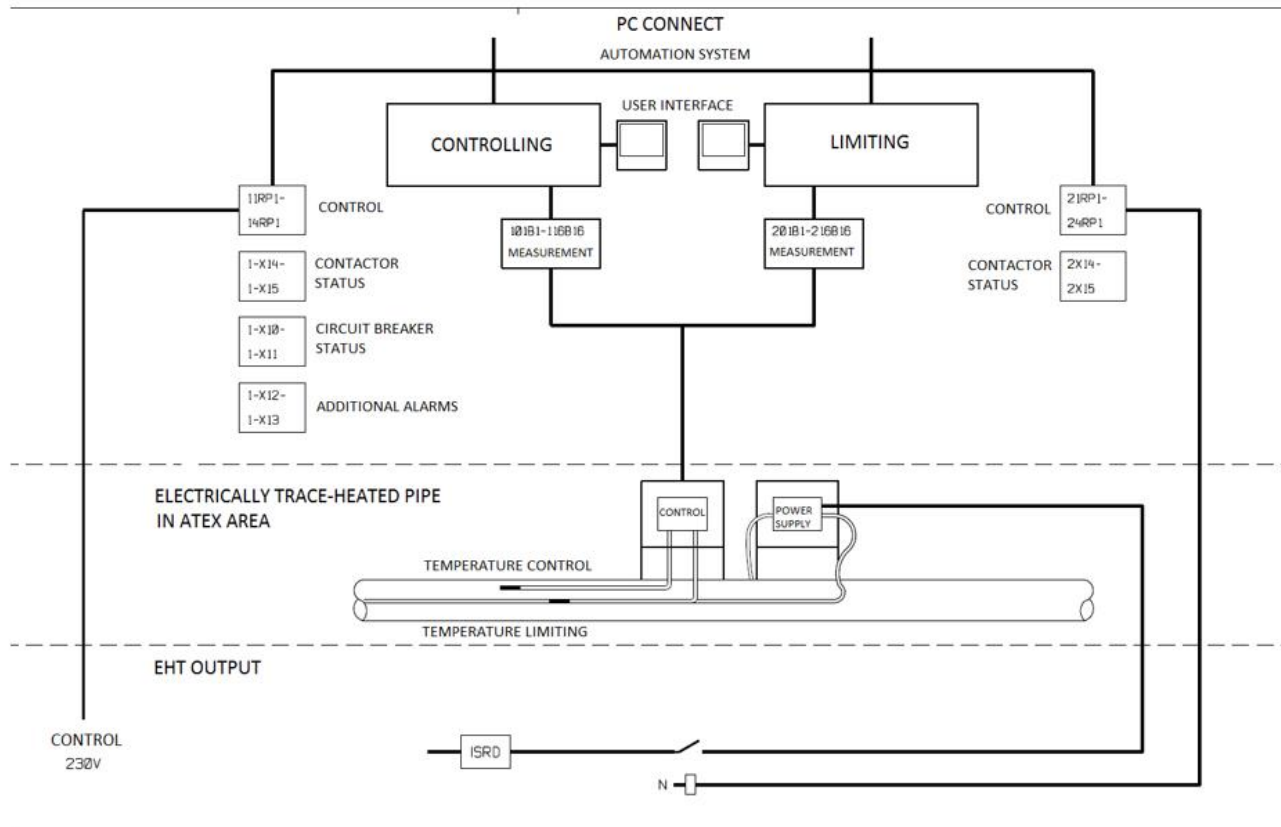 PC CONNECT
AUTOMATION SYSTEM
USER INTERFACE
CONTROLLING
LIMITING
11RP1-
14RP1
CONTROL
101B1-116B16
MEASUREMENT
201B1-216B16
MEASUREMENT
CONTROL
21RP1-
24RP1
1-X14-
1-X15
CONTACTOR
STATUS
CONTACTOR
STATUS
2X14-
2X15
1-X10-
1-X11
CIRCUIT BREAKER
STATUS
1-X12-
1-X13
ADDITIONAL ALARMS
ELECTRICALLY TRACE-HEATED PIPE
IN ATEX AREA
CONTROL
POWER
SUPPLY
TEMPERATURE CONTROL
TEMPERATURE LIMITING
EHT OUTPUT
CONTROL
230V
ISRD
N